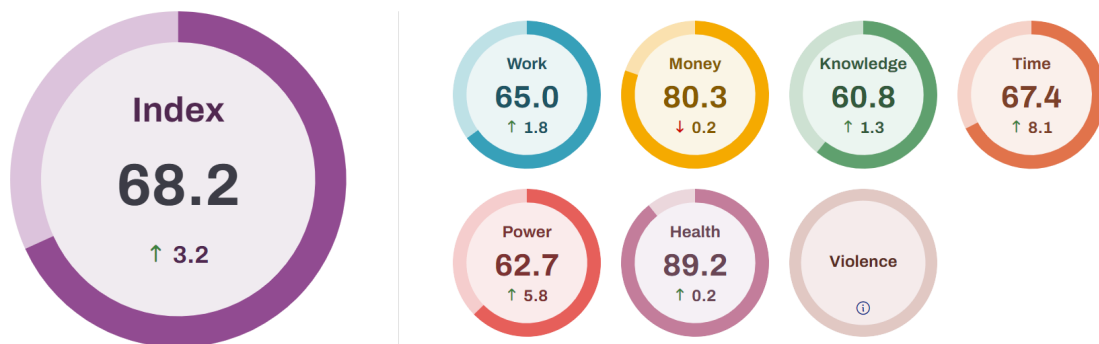 Index
68.2
↑ 3.2
Work
65.0
↑ 1.8
Money
80.3
↓ 0.2
Knowledge
60.8
↑ 1.3
Time
67.4
↑ 8.1
Power
62.7
↑ 5.8
Health
89.2
↑ 0.2
Violence